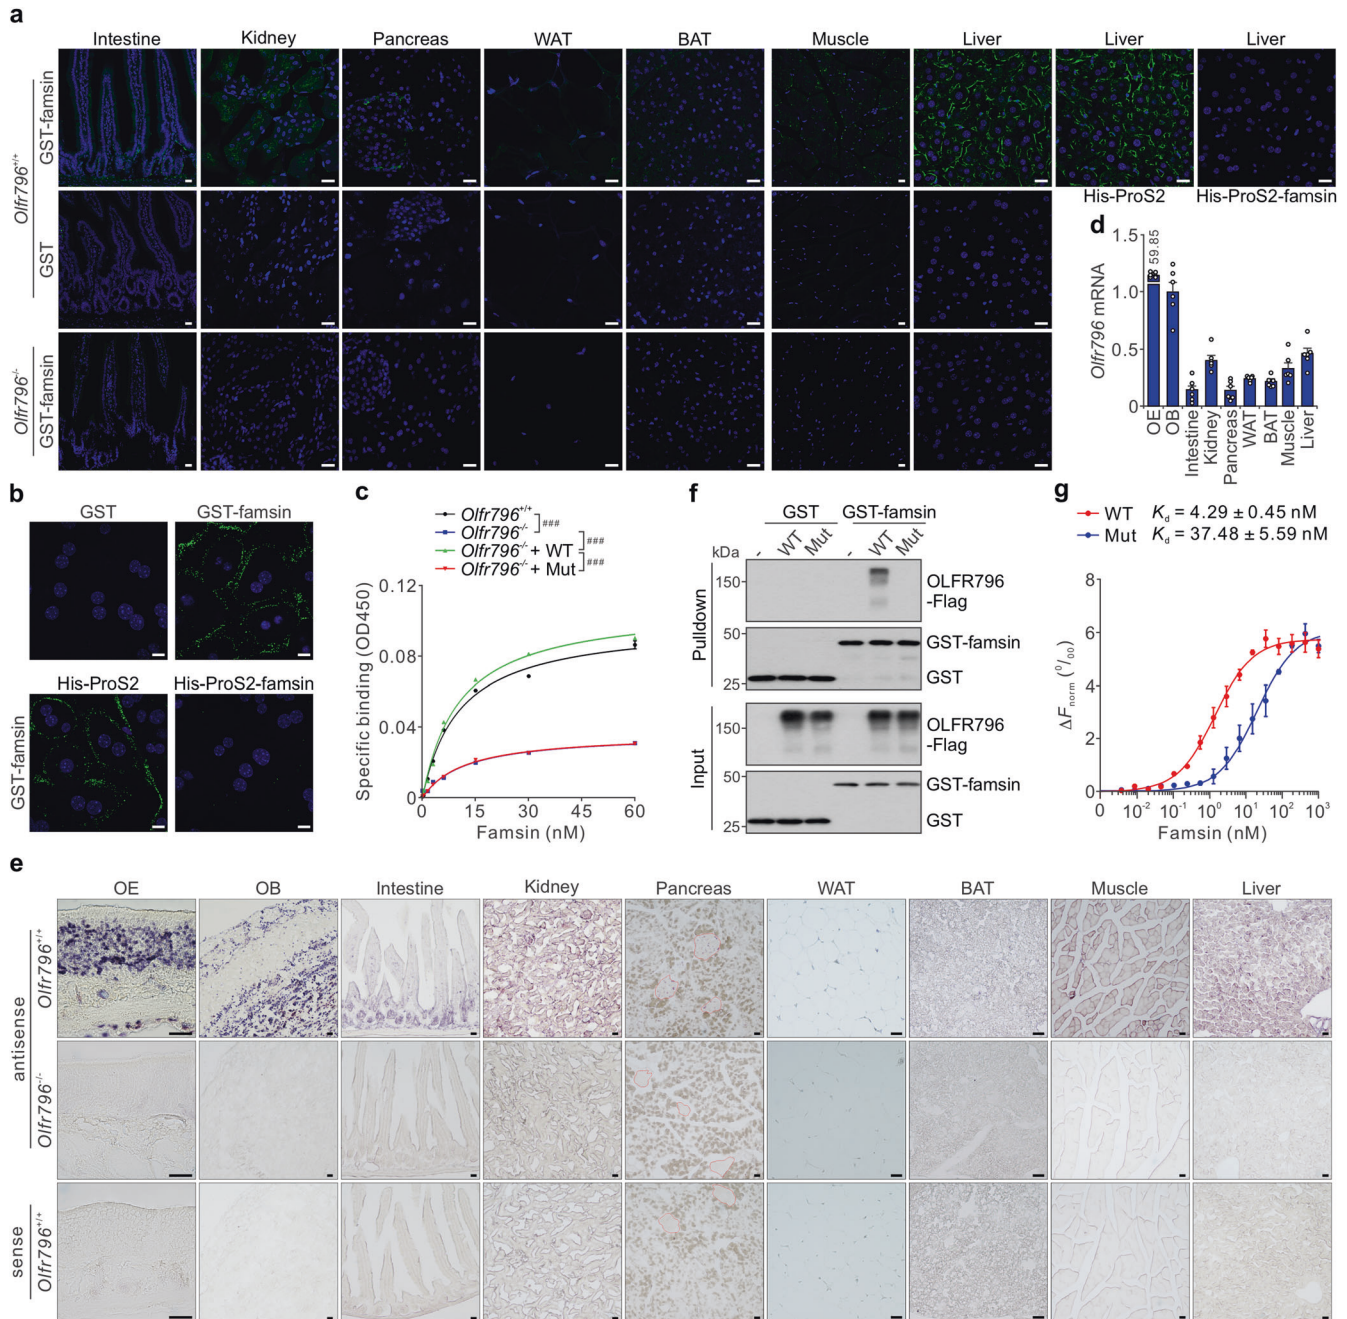 a
Intestine Kidney Pancreas WAT BAT Muscle Liver Liver Liver
Olfr796+/+
GST-famsin
GST
Olfr796-/-
GST-famsin
His-ProS2 His-ProS2-famsin
d
Olfr796 mRNA
1.5
1.0
0.5
0
59.85
OE
OB
Intestine
Kidney
Pancreas
WAT
BAT
Muscle
Liver
b
GST GST-famsin
His-ProS2 His-ProS2-famsin
GST-famsin
c
Olfr796+/+
Olfr796-/-
Olfr796-/- + WT
Olfr796-/- + Mut
###
###
###
Specific binding (OD450)
0.12
0.08
0.04
0
0 15 30 45 60
Famsin (nM)
f
GST GST-famsin
kDa - WT Mut - WT Mut
Pulldown
150
OLFR796
-Flag
50
GST-famsin
25
GST
Input
150
OLFR796
-Flag
50
GST-famsin
25
GST
g
WT Kd = 4.29 ± 0.45 nM
Mut Kd = 37.48 ± 5.59 nM
ΔFnorm (0/00)
8
6
4
2
0
0 10-2 10-1 100 101 102 103
Famsin (nM)
e
OE OB Intestine Kidney Pancreas WAT BAT Muscle Liver
antisense
Olfr796+/+
Olfr796-/-
sense
Olfr796+/+